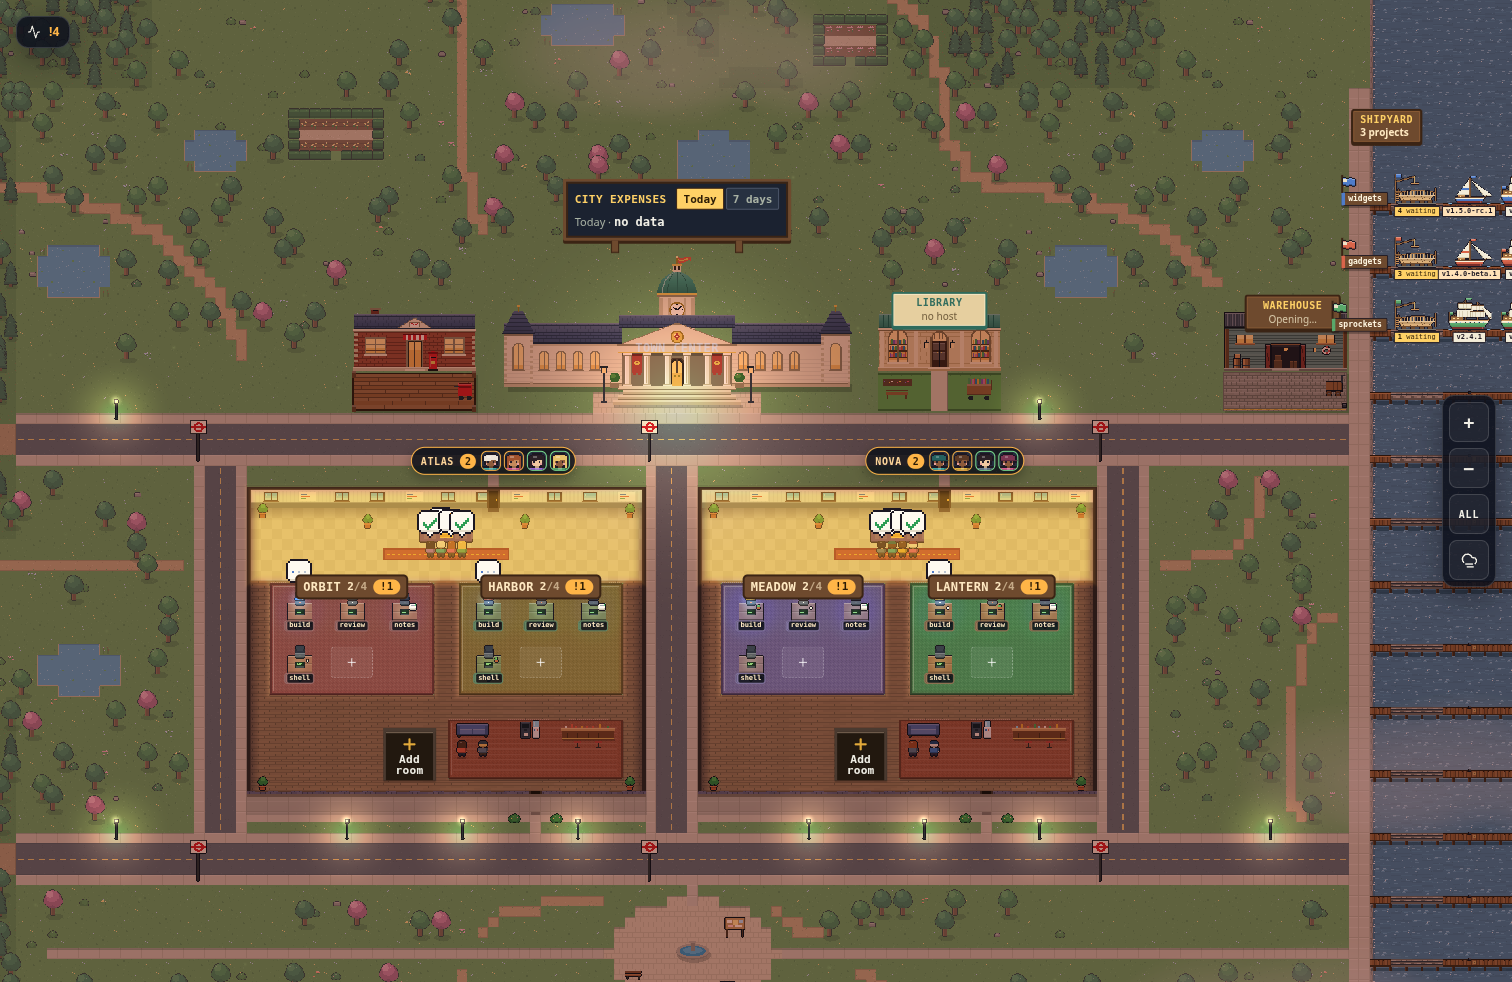 !4
SHIPYARD
3 projects
CITY EXPENSES Today 7 days
Today · no data
widgets
4 waiting v1.5.0-rc.1
gadgets
3 waiting v1.4.0-beta.1
LIBRARY
no host
WAREHOUSE
Opening...
sprockets
1 waiting v2.4.1
ATLAS 2
NOVA 2
+
−
ALL
ORBIT 2/4 !1
HARBOR 2/4 !1
MEADOW 2/4 !1
LANTERN 2/4 !1
build review notes
build review notes
build review notes
build review notes
shell +
shell +
shell +
shell +
+
Add
room
+
Add
room